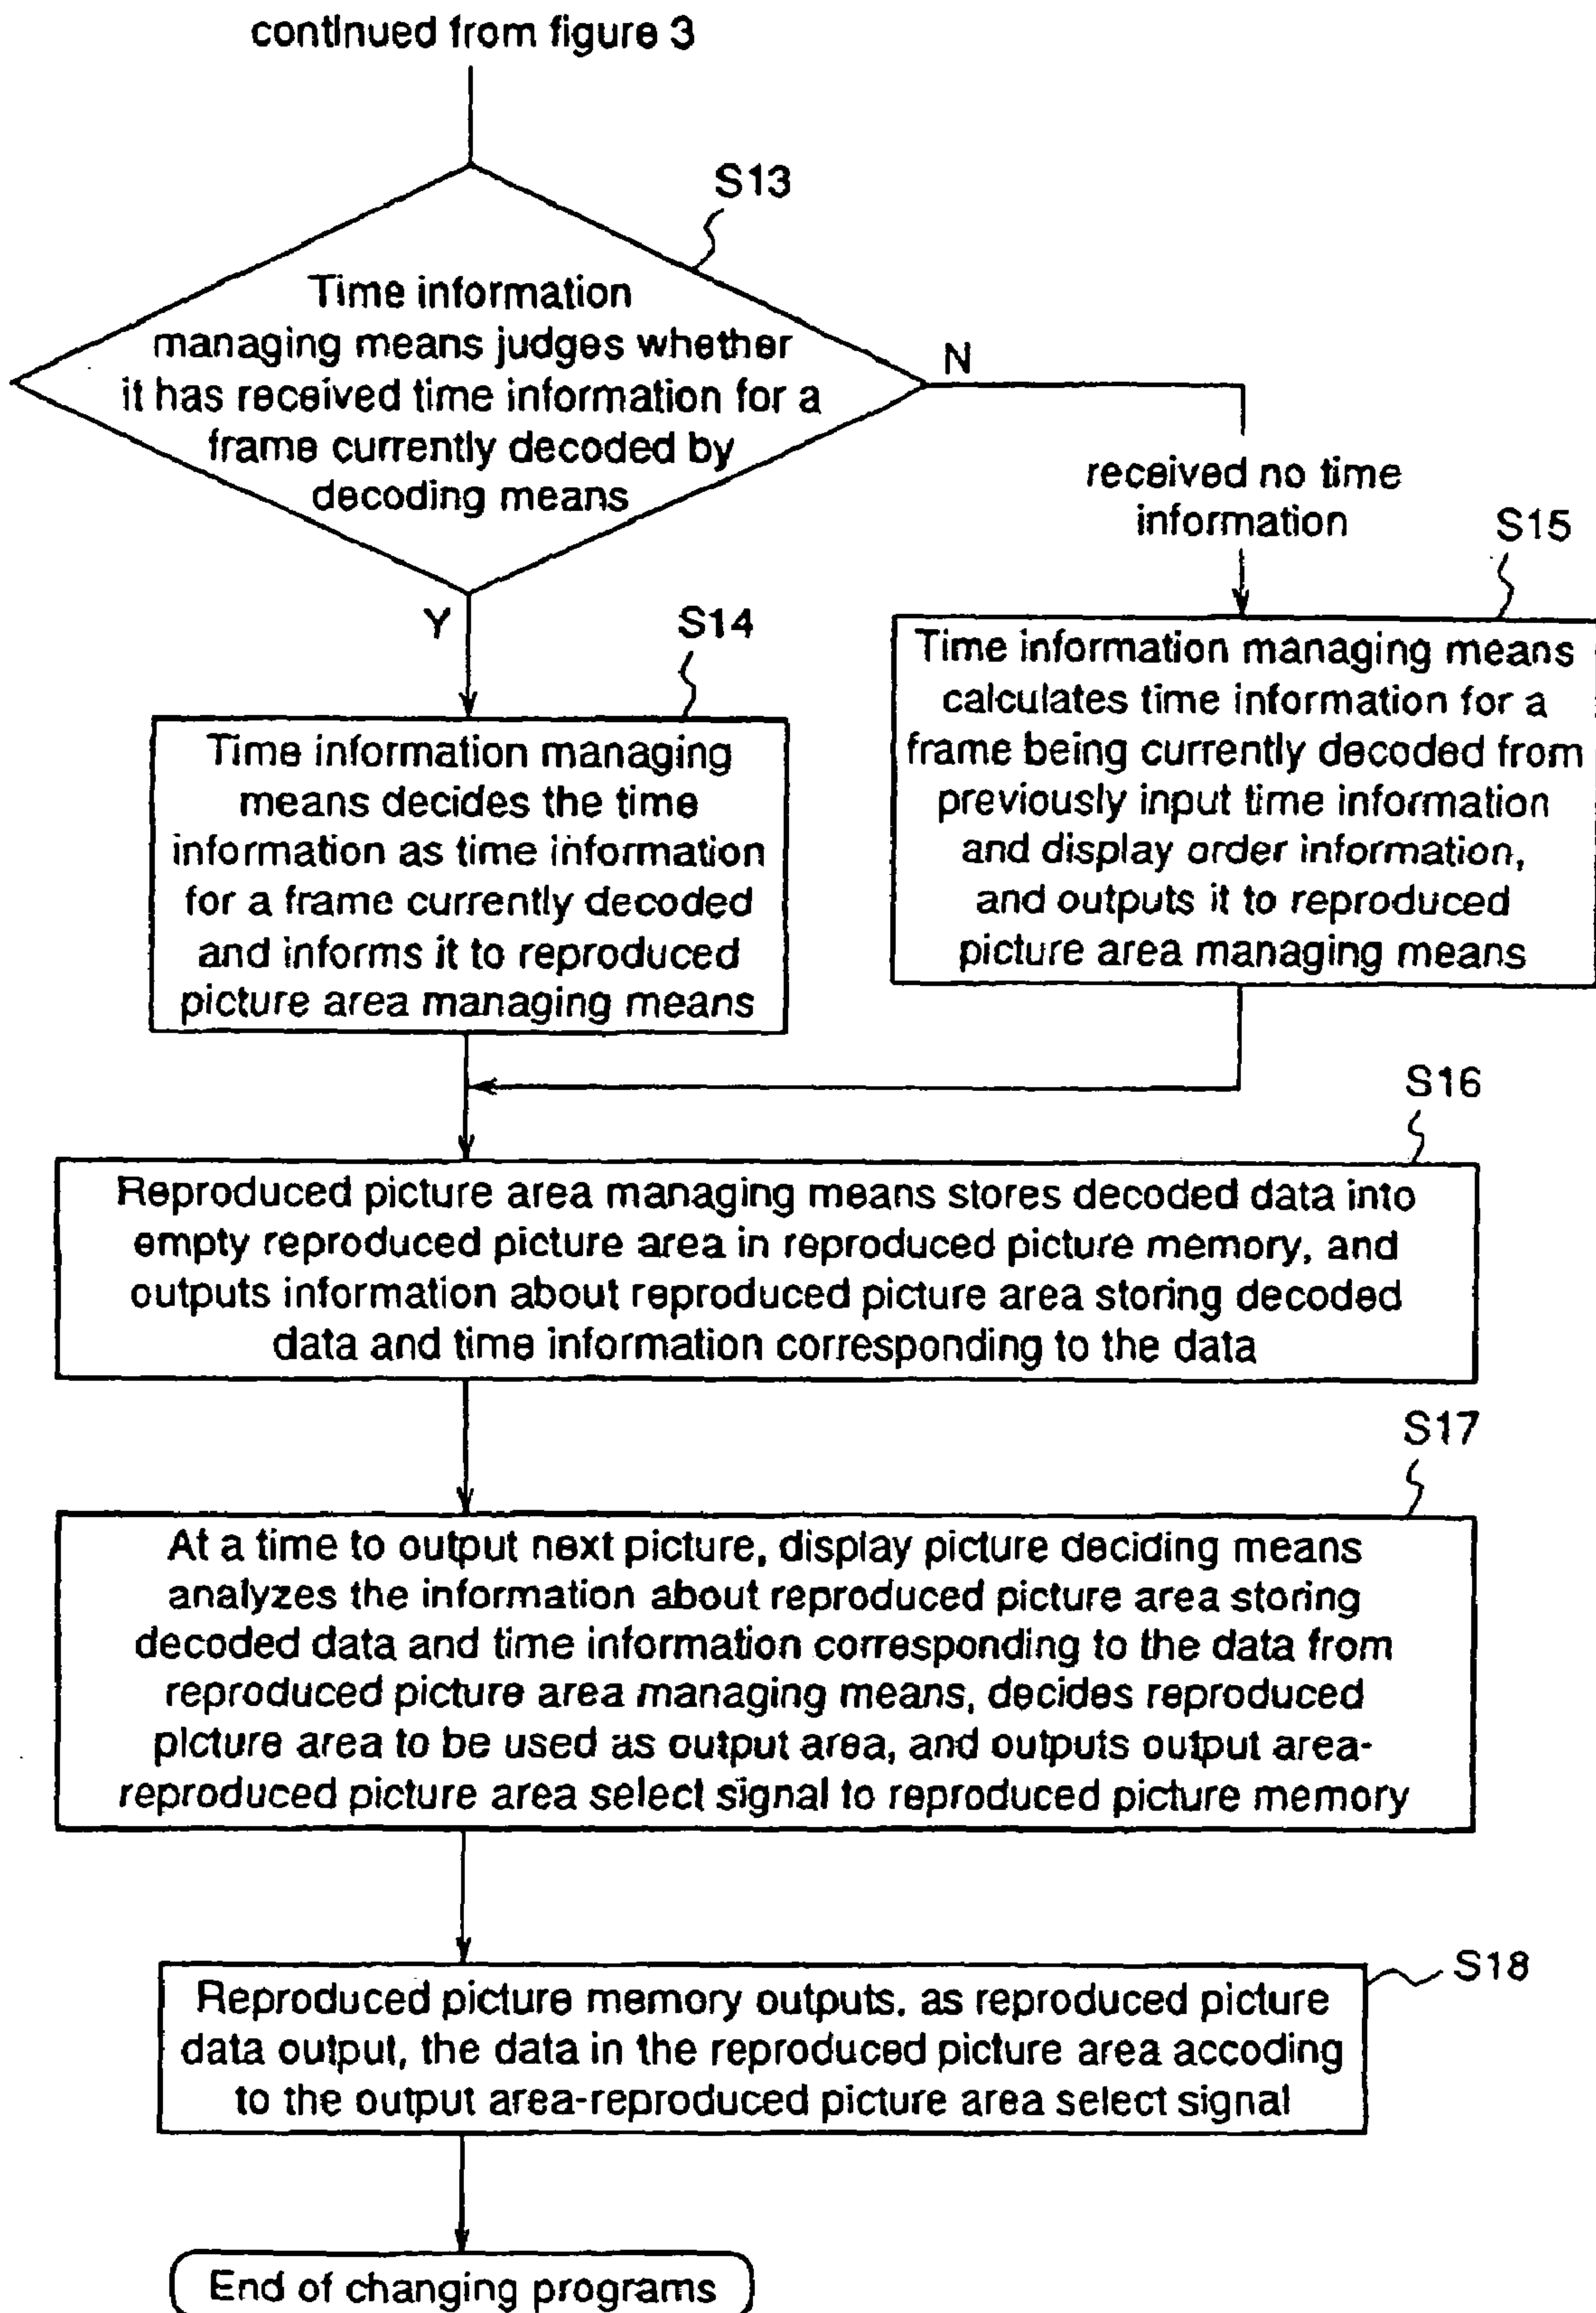 continued from figure 3
S13
Time information
managing means judges whether
it has received time information for a
frame currently decoded by
decoding means
N
received no time
information
S15
Y
S14
Time information managing
means decides the time
information as time information
for a frame currently decoded
and informs it to reproduced
picture area managing means
Time information managing means
calculates time information for a
frame being currently decoded from
previously input time information
and display order information,
and outputs it to reproduced
picture area managing means
S16
Reproduced picture area managing means stores decoded data into
empty reproduced picture area in reproduced picture memory, and
outputs information about reproduced picture area storing decoded
data and time information corresponding to the data
S17
At a time to output next picture, display picture deciding means
analyzes the information about reproduced picture area storing
decoded data and time information corresponding to the data from
reproduced picture area managing means, decides reproduced
picture area to be used as output area, and outputs output area-
reproduced picture area select signal to reproduced picture memory
S18
Reproduced picture memory outputs, as reproduced picture
data output, the data in the reproduced picture area accoding
to the output area-reproduced picture area select signal
End of changing programs